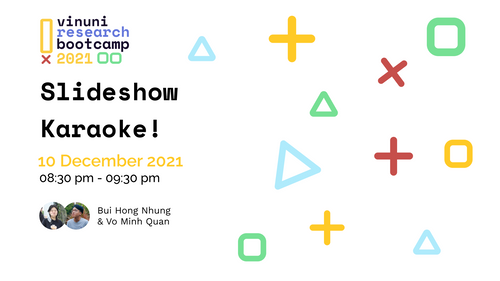 vinuni
research
bootcamp
2021
Slideshow
Karaoke!
10 December 2021
08:30 pm - 09:30 pm
Bui Hong Nhung
& Vo Minh Quan